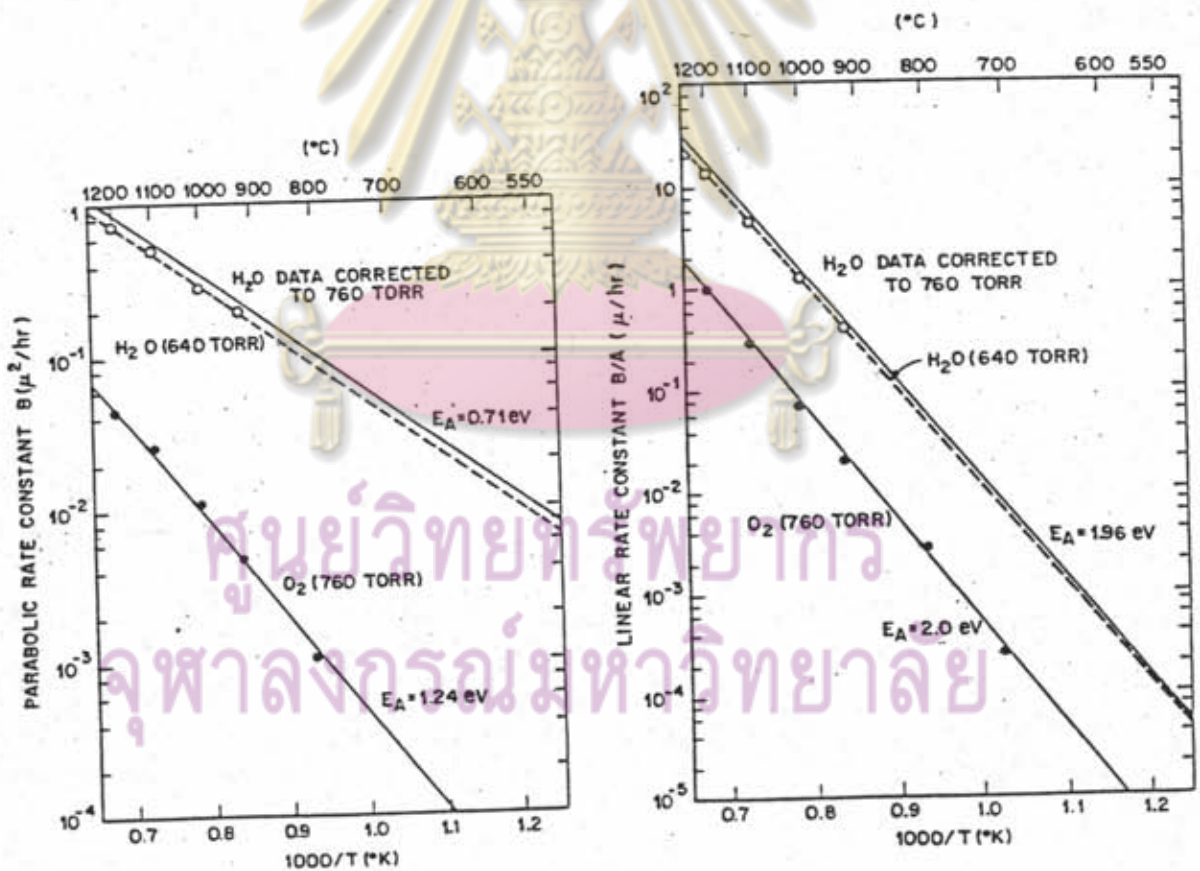 (°C)
1200 1100 1000 900 800 700 600 550
1
10-1
10-2
10-3
10-4
PARABOLIC RATE CONSTANT B (μ²/hr)
H2O DATA CORRECTED
TO 760 TORR
H2O (640 TORR)
EA = 0.71 eV
O2 (760 TORR)
EA = 1.24 eV
0.7 0.8 0.9 1.0 1.1 1.2
1000/T (°K)
(°C)
1200 1100 1000 900 800 700 600 550
10²
10
1
10-1
10-2
10-3
10-4
10-5
LINEAR RATE CONSTANT B/A (μ/hr)
H2O DATA CORRECTED
TO 760 TORR
H2O (640 TORR)
O2 (760 TORR)
EA = 1.96 eV
EA = 2.0 eV
0.7 0.8 0.9 1.0 1.1 1.2
1000/T (°K)
ศูนย์วิทยทรัพยากร
จุฬาลงกรณ์มหาวิทยาลัย